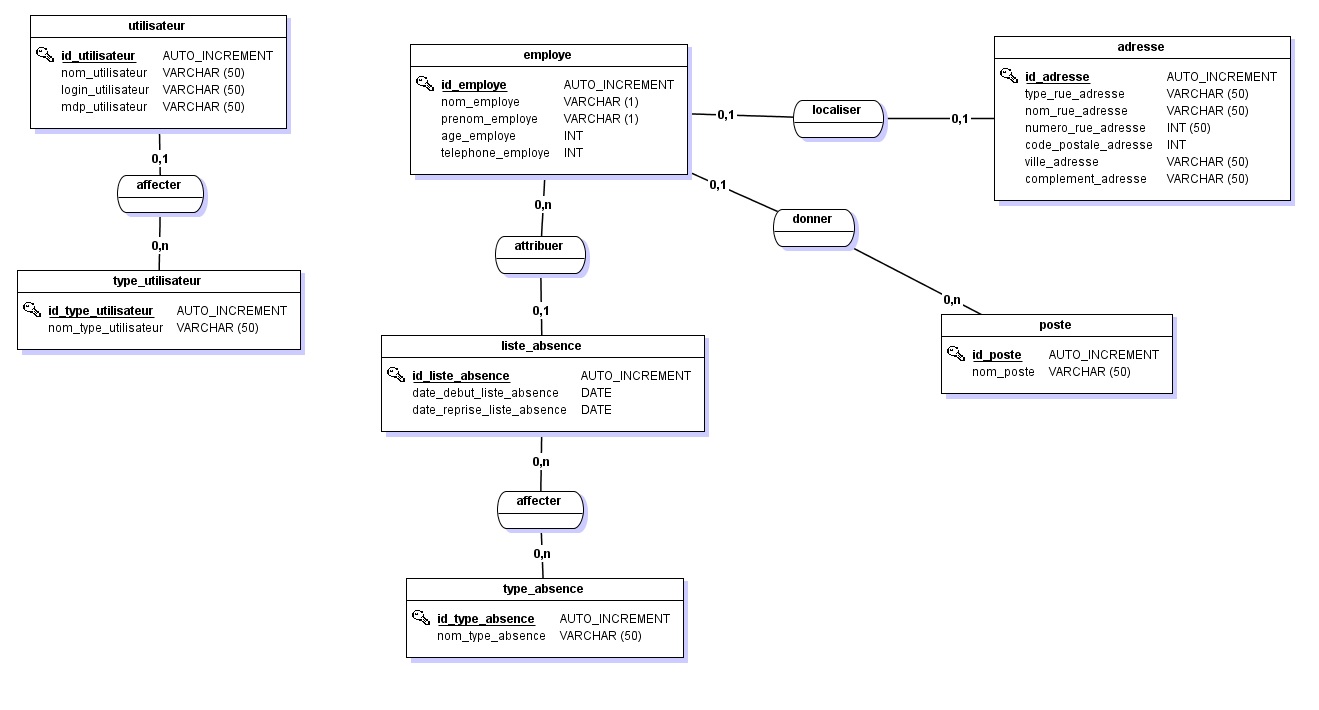 utilisateur
id_utilisateur AUTO_INCREMENT
nom_utilisateur VARCHAR (50)
login_utilisateur VARCHAR (50)
mdp_utilisateur VARCHAR (50)
0,1
affecter
0,n
type_utilisateur
id_type_utilisateur AUTO_INCREMENT
nom_type_utilisateur VARCHAR (50)
employe
id_employe AUTO_INCREMENT
nom_employe VARCHAR (1)
prenom_employe VARCHAR (1)
age_employe INT
telephone_employe INT
0,1
localiser
0,1
adresse
id_adresse AUTO_INCREMENT
type_rue_adresse VARCHAR (50)
nom_rue_adresse VARCHAR (50)
numero_rue_adresse INT (50)
code_postale_adresse INT
ville_adresse VARCHAR (50)
complement_adresse VARCHAR (50)
0,1
donner
0,n
poste
id_poste AUTO_INCREMENT
nom_poste VARCHAR (50)
0,n
attribuer
0,1
liste_absence
id_liste_absence AUTO_INCREMENT
date_debut_liste_absence DATE
date_reprise_liste_absence DATE
0,n
affecter
0,n
type_absence
id_type_absence AUTO_INCREMENT
nom_type_absence VARCHAR (50)